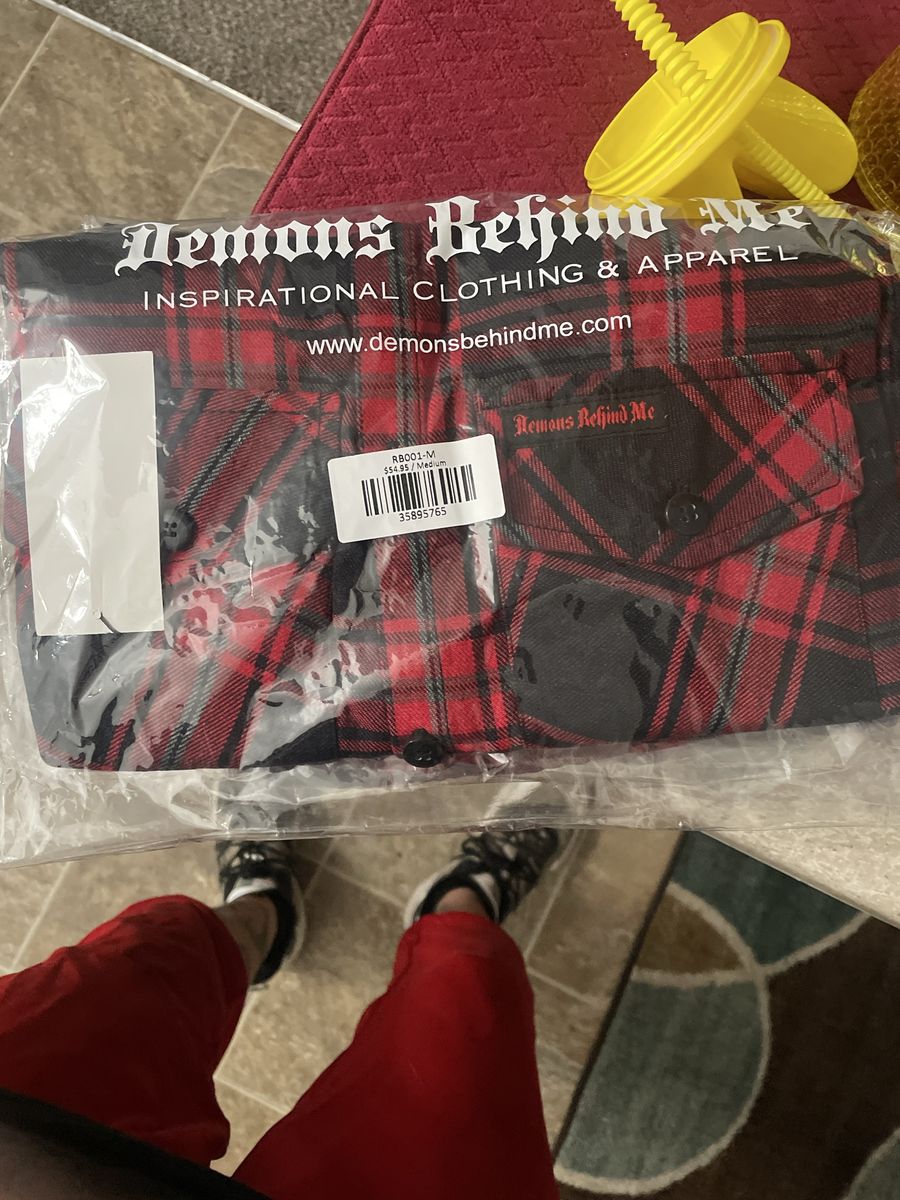 Demons Behind Me
INSPIRATIONAL CLOTHING & APPAREL
www.demonsbehindme.com
Demons Behind Me
RB001-M
$54.95 / Medium
35895765